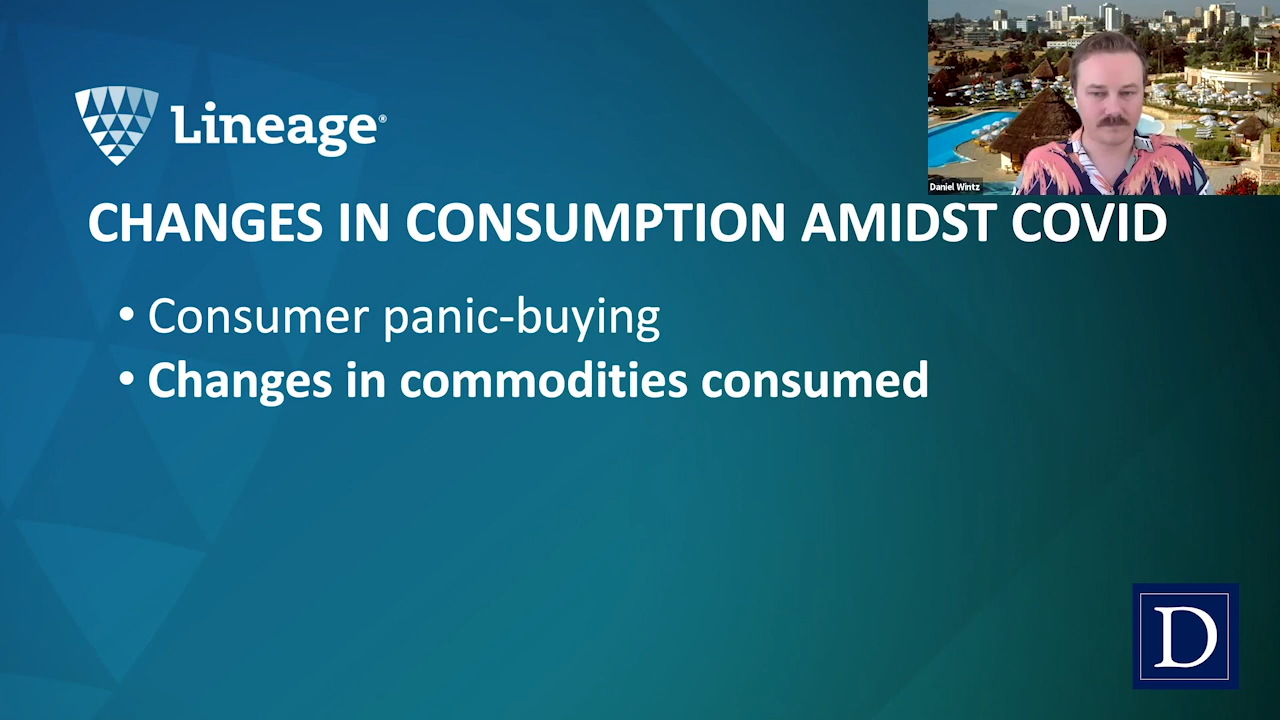 Lineage®
Daniel Wintz
CHANGES IN CONSUMPTION AMIDST COVID
• Consumer panic-buying
• Changes in commodities consumed
D